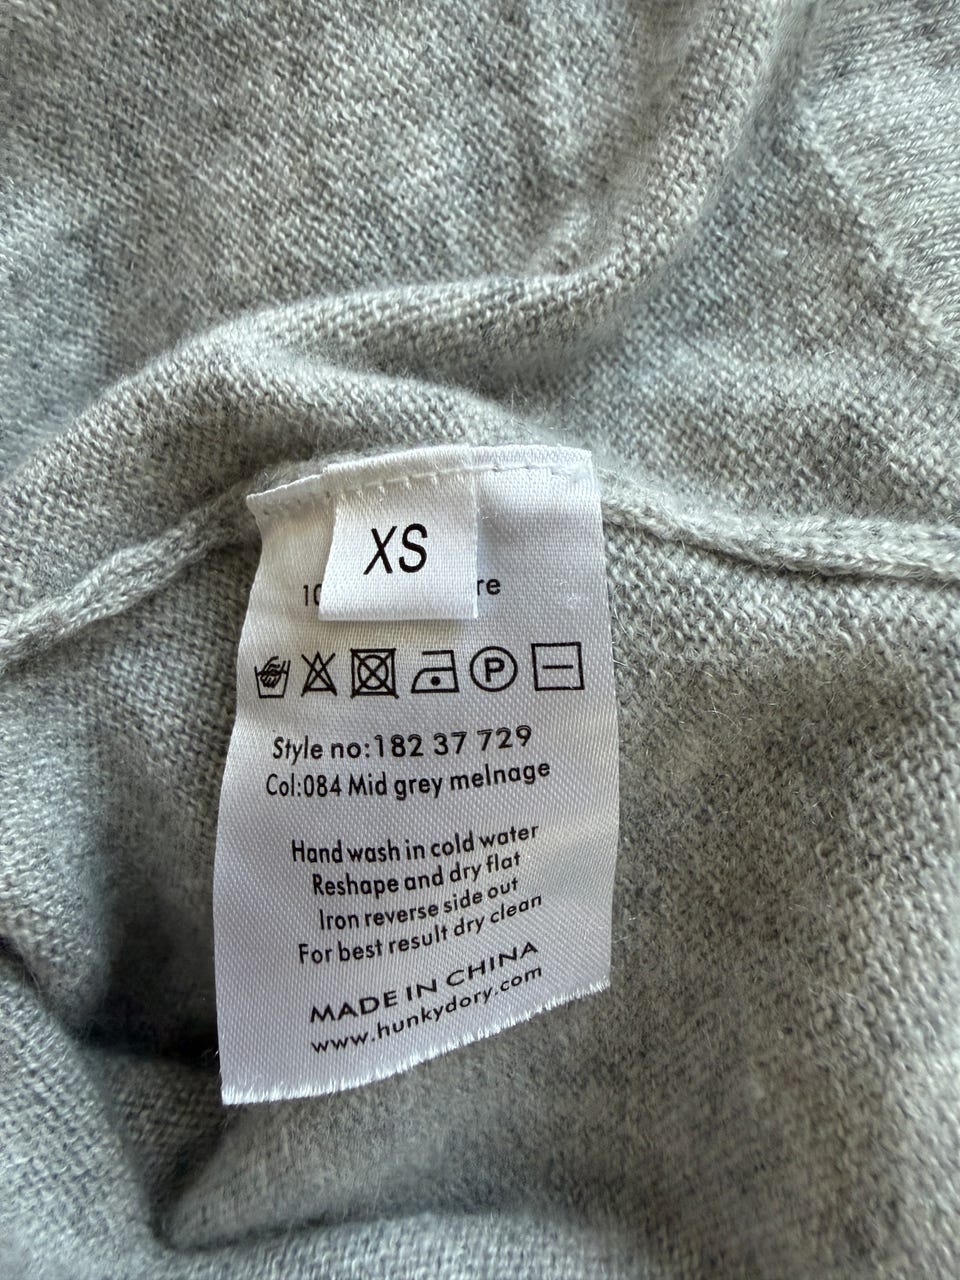 XS
P
Style no:182 37 729
Col:084 Mid grey melnage
Hand wash in cold water
Reshape and dry flat
Iron reverse side out
For best result dry clean
MADE IN CHINA
www.hunkydory.com